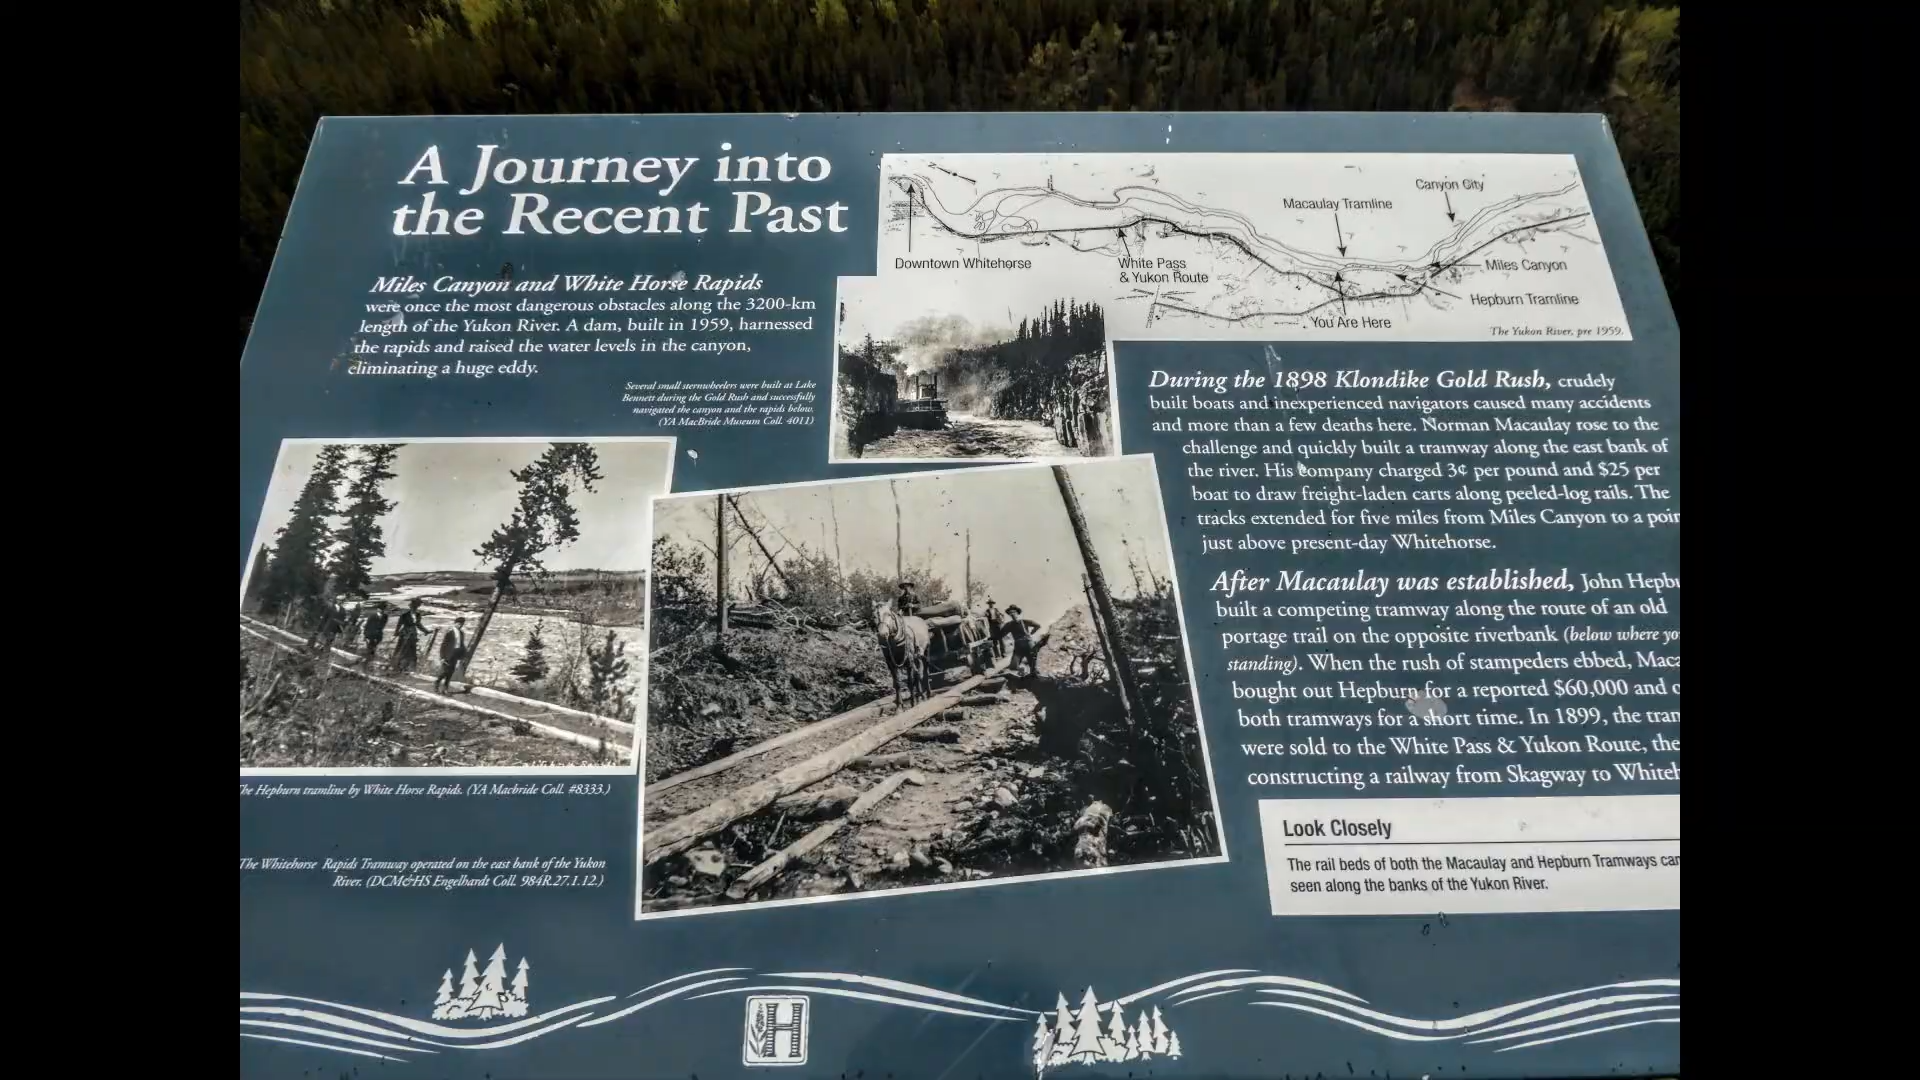 A Journey into
the Recent Past
Miles Canyon and White Horse Rapids
were once the most dangerous obstacles along the 3200-km
length of the Yukon River. A dam, built in 1959, harnessed
the rapids and raised the water levels in the canyon,
eliminating a huge eddy.
Several small sternwheelers were built at Lake
Bennett during the Gold Rush and successfully
navigated the canyon and the rapids below.
(YA MacBride Museum Coll. 4011)
Canyon City
Macaulay Tramline
Downtown Whitehorse
White Pass
& Yukon Route
Miles Canyon
Hepburn Tramline
You Are Here
The Yukon River, pre 1959.
During the 1898 Klondike Gold Rush, crudely
built boats and inexperienced navigators caused many accidents
and more than a few deaths here. Norman Macaulay rose to the
challenge and quickly built a tramway along the east bank of
the river. His company charged 3¢ per pound and $25 per
boat to draw freight-laden carts along peeled-log rails. The
tracks extended for five miles from Miles Canyon to a poin
just above present-day Whitehorse.
After Macaulay was established, John Hepbu
built a competing tramway along the route of an old
portage trail on the opposite riverbank (below where yo
standing). When the rush of stampeders ebbed, Maca
bought out Hepburn for a reported $60,000 and o
both tramways for a short time. In 1899, the tram
were sold to the White Pass & Yukon Route, the
constructing a railway from Skagway to Whiteh
Look Closely
The rail beds of both the Macaulay and Hepburn Tramways can
seen along the banks of the Yukon River.
he Hepburn tramline by White Horse Rapids. (YA Macbride Coll. #8333.)
The Whitehorse Rapids Tramway operated on the east bank of the Yukon
River. (DCM&HS Engelhardt Coll. 984R.27.1.12.)
H